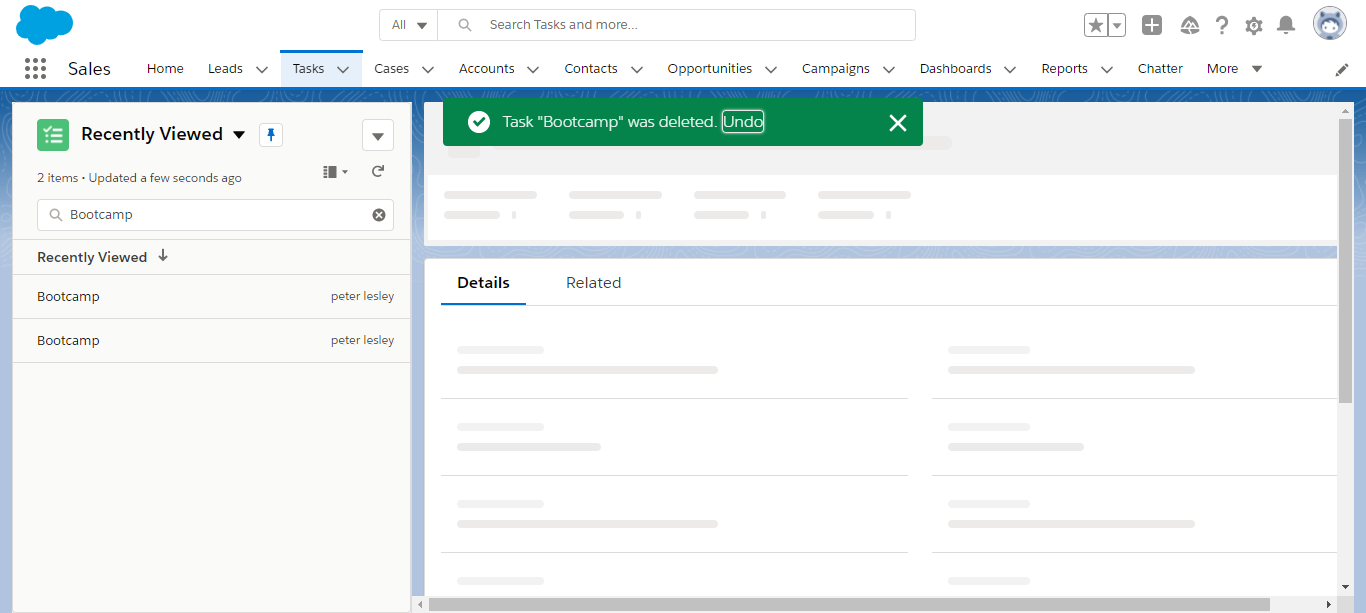 All
Search Tasks and more...
Sales
Home
Leads
Tasks
Cases
Accounts
Contacts
Opportunities
Campaigns
Dashboards
Reports
Chatter
More
Task "Bootcamp" was deleted. Undo
Recently Viewed
2 items • Updated a few seconds ago
Bootcamp
Recently Viewed
Bootcamp peter lesley
Bootcamp peter lesley
Details
Related